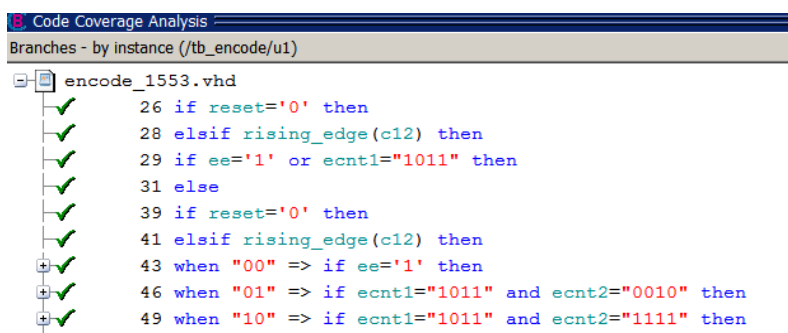 Code Coverage Analysis
Branches - by instance (/tb_encode/u1)
encode_1553.vhd
26 if reset='0' then
28 elsif rising_edge(c12) then
29 if ee='1' or ecnt1="1011" then
31 else
39 if reset='0' then
41 elsif rising_edge(c12) then
43 when "00" => if ee='1' then
46 when "01" => if ecnt1="1011" and ecnt2="0010" then
49 when "10" => if ecnt1="1011" and ecnt2="1111" then